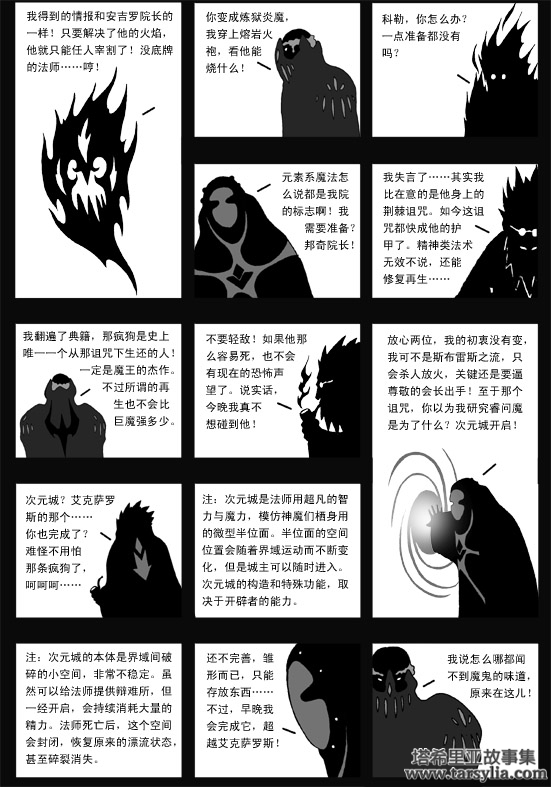 我得到的情报和安吉罗院长的
一样！只要解决了他的火焰，
他就只能任人宰割了！没底牌
的法师……哼！
你变成炼狱炎魔，
我穿上熔岩火
袍，看他能
烧什么！
科勒，你怎么办？
一点准备都没有
吗？
元素系魔法怎
么说都是我院
的标志啊！我
需要准备？
邦奇院长！
我失言了……其实我
比在意的是他身上的
荆棘诅咒。如今这诅
咒都快成他的护
甲了。精神类法术
无效不说，还能
修复再生……
我翻遍了典籍，那疯狗是史上
唯一一个从那诅咒下生还的人！
一定是魔王的杰作。
不过所谓的再
生也不会比
巨魔强多少。
不要轻敌！如果他那
么容易死，也不会
有现在的恐怖声
望了。说实话，
今晚我真不
想碰到他！
放心两位，我的初衷没有变，
我可不是斯布雷斯之流，只
会杀人放火，关键还是要逼
尊敬的会长出手！至于那个
诅咒，你以为我研究睿问魔
是为了什么？次元城开启！
次元城？艾克萨罗
斯的那个……
你也完成了？
难怪不用怕
那条疯狗了，
呵呵呵……
注：次元城是法师用超凡的智
力与魔力，模仿神魔们栖身用
的微型半位面。半位面的空间
位置会随着界域运动而不断变
化，但是城主可以随时进入。
次元城的构造和特殊功能，取
决于开辟者的能力。
注：次元城的本体是界域间破
碎的小空间，非常不稳定。虽
然可以给法师提供辩难所，但
一经开启，会持续消耗大量的
精力。法师死亡后，这个空间
会封闭，恢复原来的漂流状态，
甚至碎裂消失。
还不完善，雏
形而已，只能
存放东西……
不过，早晚我
会完成它，超
越艾克萨罗斯！
我说怎么哪都闻
不到魔鬼的味道，
原来在这儿！
塔希里亚故事集
www.tarsylia.com